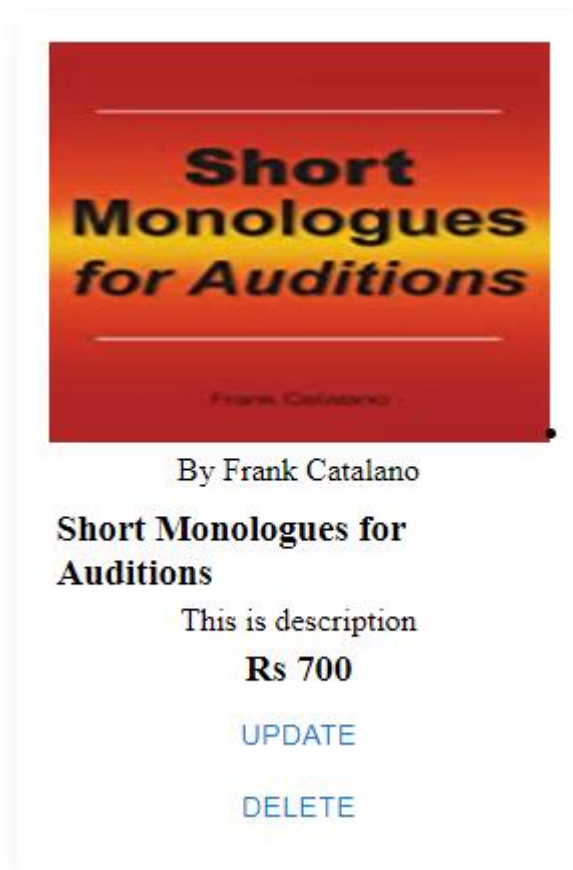 Short
Monologues
for Auditions
Frank Catalano
By Frank Catalano
Short Monologues for
Auditions
This is description
Rs 700
UPDATE
DELETE